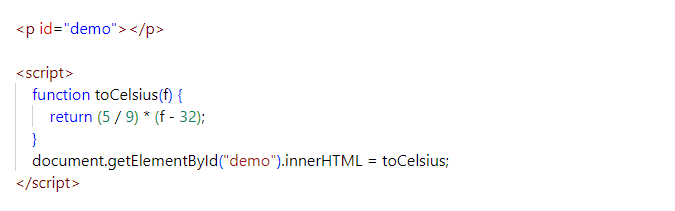 <p id="demo"></p>
<script>
function toCelsius(f) {
return (5 / 9) * (f - 32);
}
document.getElementById("demo").innerHTML = toCelsius;
</script>